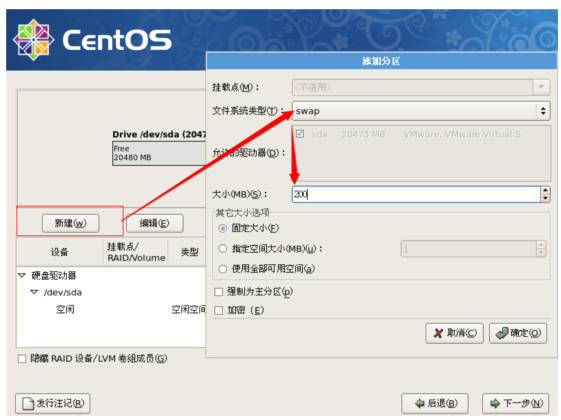 CentOS
添加分区
挂载点(M)：
<不适用>
文件系统类型(T)：
swap
允许的驱动器(D)：
sda 20473 MB VMware, VMware Virtual S
大小(MB)(S)：
200
其它大小选项
固定大小(F)
指定空间大小(MB)(u)：
1
使用全部可用空间(a)
强制为主分区(p)
加密 (E)
取消(C)
确定(O)
Drive /dev/sda (2047
Free
20480 MB
新建(w)
编辑(E)
设备
挂载点/
RAID/Volume
类型
硬盘驱动器
/dev/sda
空闲
空闲空间
隐藏 RAID 设备/LVM 卷组成员(G)
发行注记(R)
后退(B)
下一步(N)